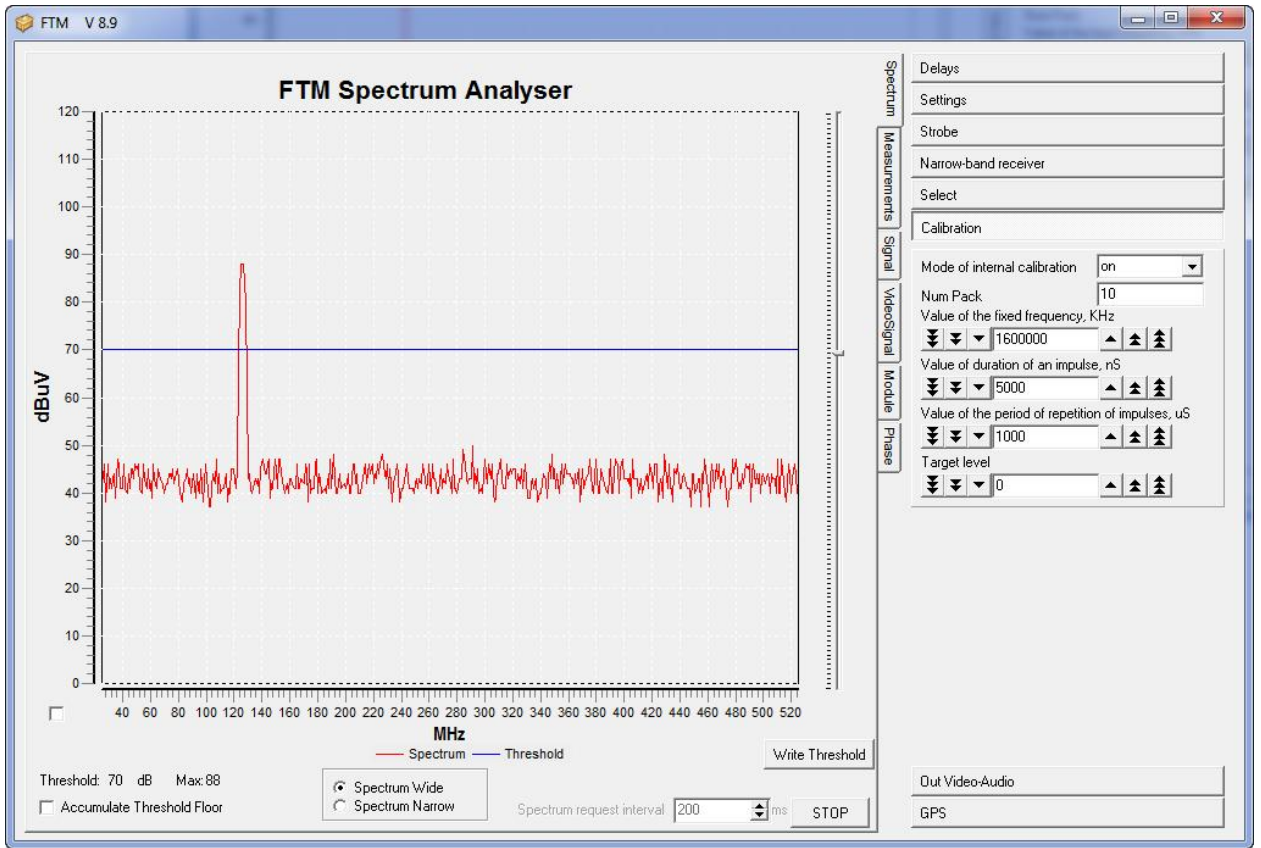 FTM V 8.9
FTM Spectrum Analyser
120
110
100
90
80
70
60
50
40
30
20
10
0
dBuV
40 60 80 100 120 140 160 180 200 220 240 260 280 300 320 340 360 380 400 420 440 460 480 500 520
MHz
Spectrum Threshold
Write Threshold
Threshold: 70 dB Max: 88
Accumulate Threshold Floor
Spectrum Wide
Spectrum Narrow
Spectrum request interval 200 ms
STOP
Spectrum
Measurements
Signal
VideoSignal
Module
Phase
Delays
Settings
Strobe
Narrow-band receiver
Select
Calibration
Mode of internal calibration on
Num Pack 10
Value of the fixed frequency, KHz
1600000
Value of duration of an impulse, nS
5000
Value of the period of repetition of impulses, uS
1000
Target level
0
Out Video-Audio
GPS